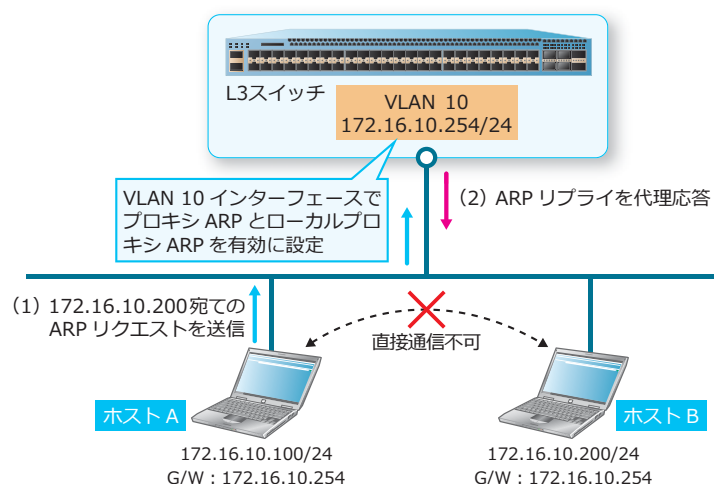 L3スイッチ
VLAN 10
172.16.10.254/24
VLAN 10 インターフェースで
プロキシ ARP とローカルプロ
キシ ARP を有効に設定
(2) ARP リプライを代理応答
(1) 172.16.10.200 宛ての
ARP リクエストを送信
直接通信不可
ホスト A
172.16.10.100/24
G/W : 172.16.10.254
ホスト B
172.16.10.200/24
G/W : 172.16.10.254